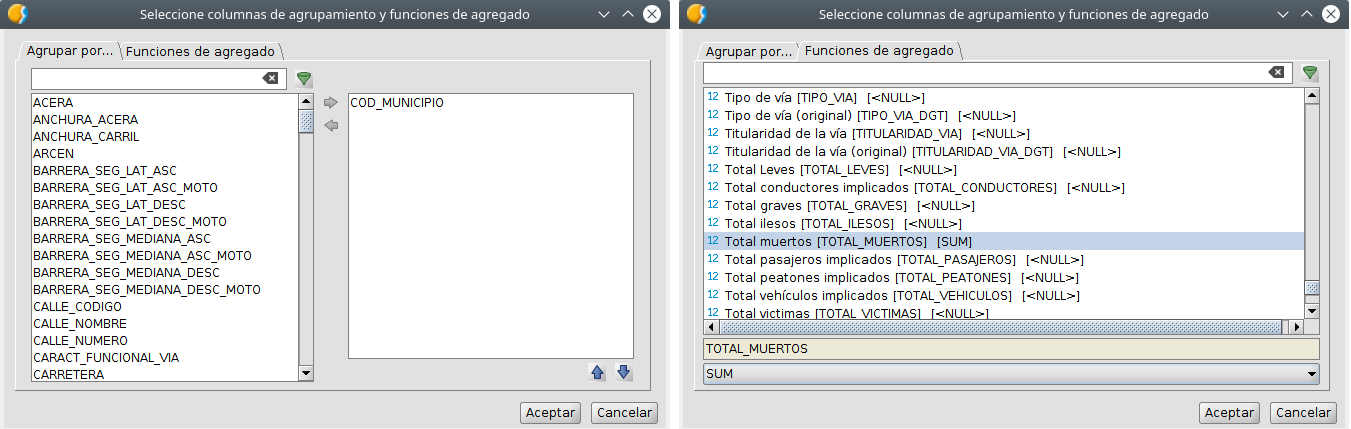 Seleccione columnas de agrupamiento y funciones de agregado
Agrupar por...
Funciones de agregado
ACERA
ANCHURA_ACERA
ANCHURA_CARRIL
ARCEN
BARRERA_SEG_LAT_ASC
BARRERA_SEG_LAT_ASC_MOTO
BARRERA_SEG_LAT_DESC
BARRERA_SEG_LAT_DESC_MOTO
BARRERA_SEG_MEDIANA_ASC
BARRERA_SEG_MEDIANA_ASC_MOTO
BARRERA_SEG_MEDIANA_DESC
BARRERA_SEG_MEDIANA_DESC_MOTO
CALLE_CODIGO
CALLE_NOMBRE
CALLE_NUMERO
CARACT_FUNCIONAL_VIA
CARRETERA
COD_MUNICIPIO
Aceptar
Cancelar
Seleccione columnas de agrupamiento y funciones de agregado
Agrupar por...
Funciones de agregado
12 Tipo de vía [TIPO_VIA] [<NULL>]
12 Tipo de vía (original) [TIPO_VIA_DGT] [<NULL>]
12 Titularidad de la vía [TITULARIDAD_VIA] [<NULL>]
12 Titularidad de la vía (original) [TITULARIDAD_VIA_DGT] [<NULL>]
12 Total Leves [TOTAL_LEVES] [<NULL>]
12 Total conductores implicados [TOTAL_CONDUCTORES] [<NULL>]
12 Total graves [TOTAL_GRAVES] [<NULL>]
12 Total ilesos [TOTAL_ILESOS] [<NULL>]
12 Total muertos [TOTAL_MUERTOS] [SUM]
12 Total pasajeros implicados [TOTAL_PASAJEROS] [<NULL>]
12 Total peatones implicados [TOTAL_PEATONES] [<NULL>]
12 Total vehículos implicados [TOTAL_VEHICULOS] [<NULL>]
12 Total victimas [TOTAL_VICTIMAS] [<NULL>]
TOTAL_MUERTOS
SUM
Aceptar
Cancelar